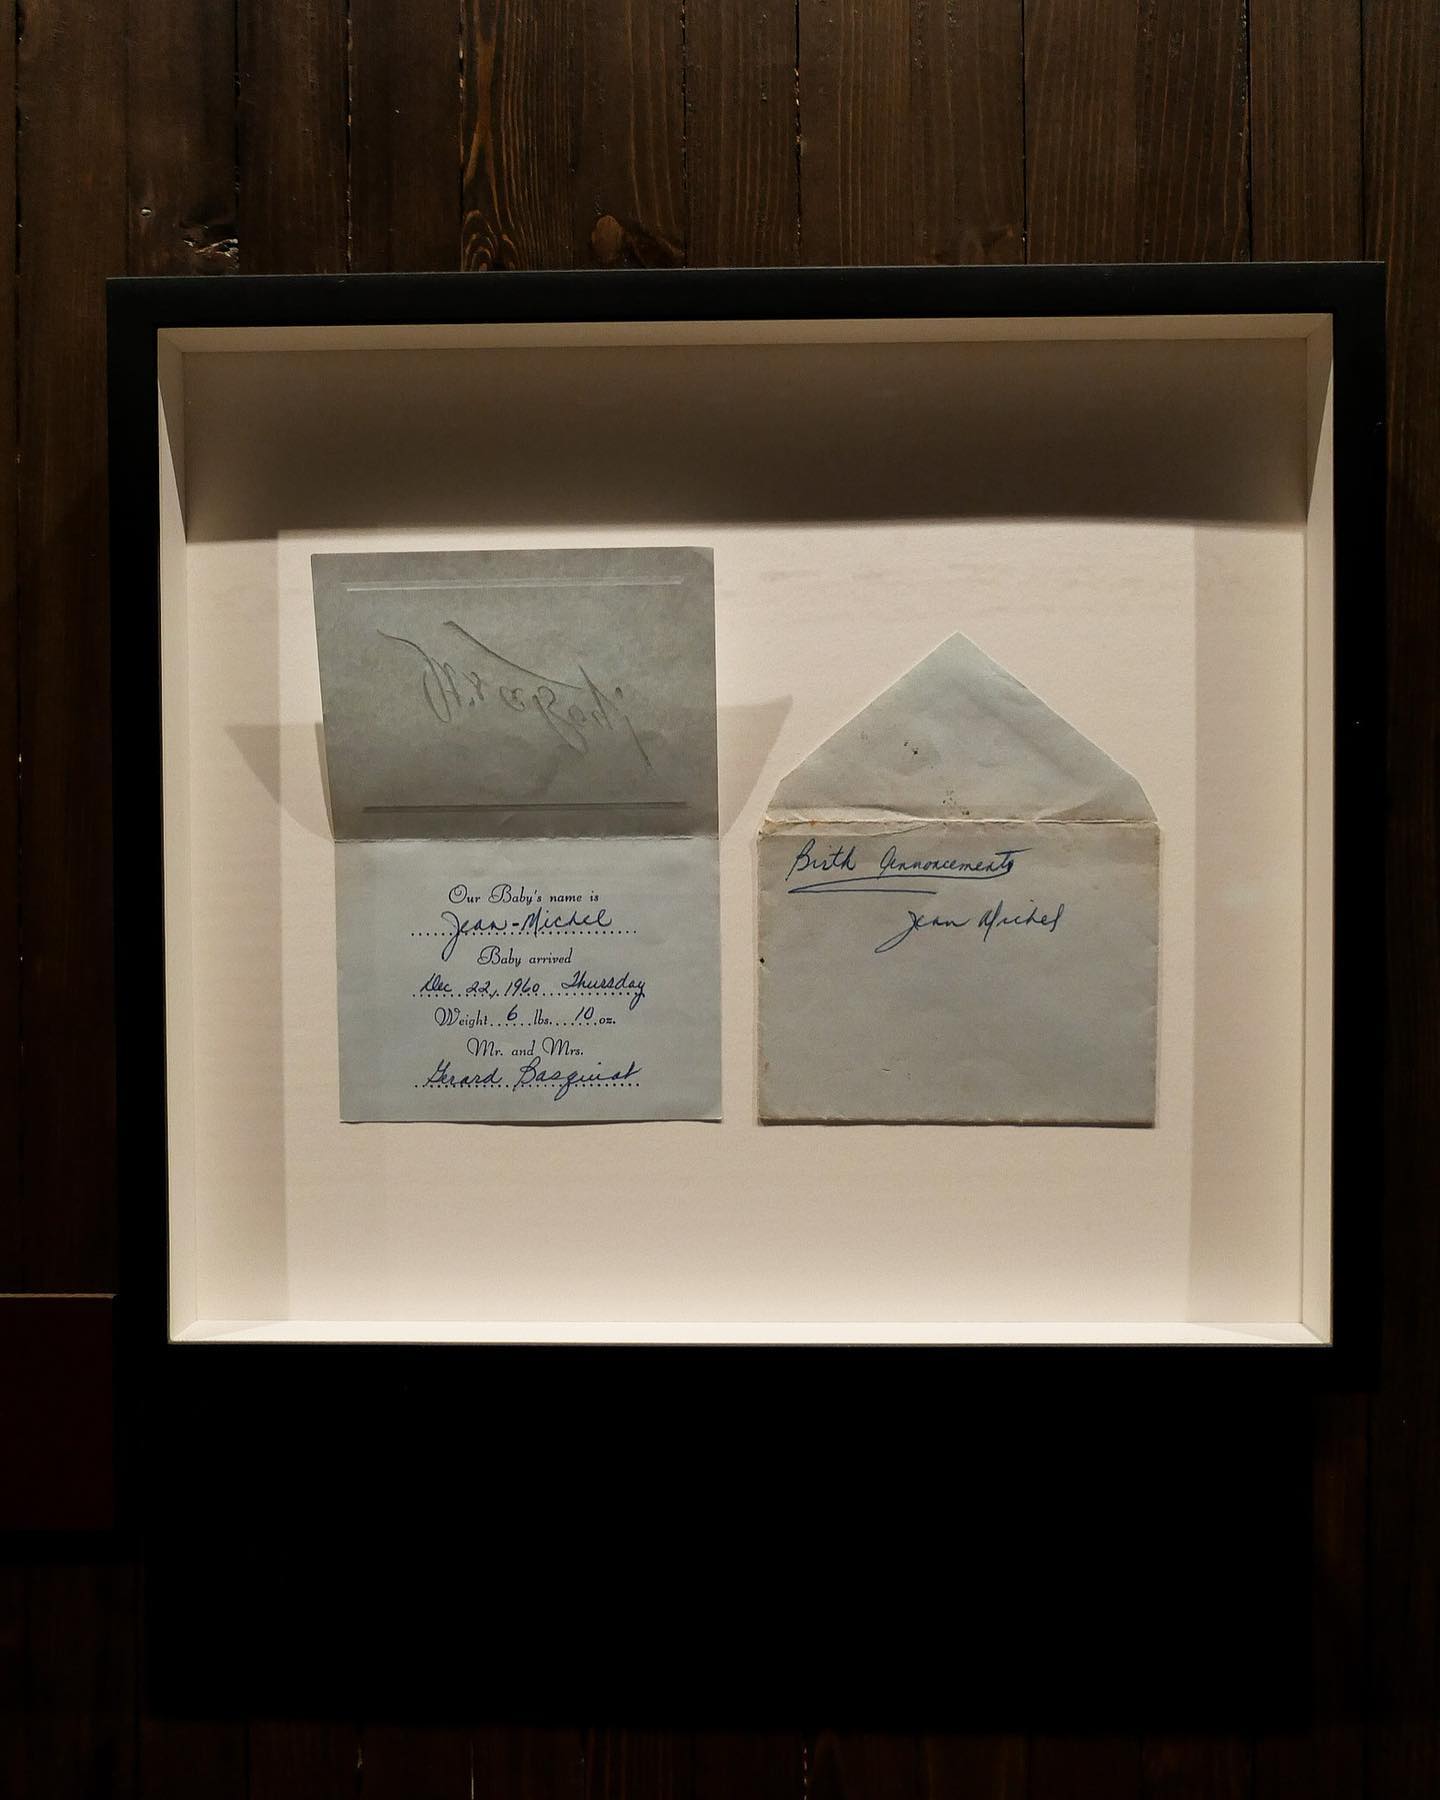 Our Baby's name is
Jean-Michel
Baby arrived
Dec 22, 1960 Thursday
Weight 6 lbs. 10 oz.
Mr. and Mrs.
Gerard Basquiat
Birth Annoncements
Jean Michel